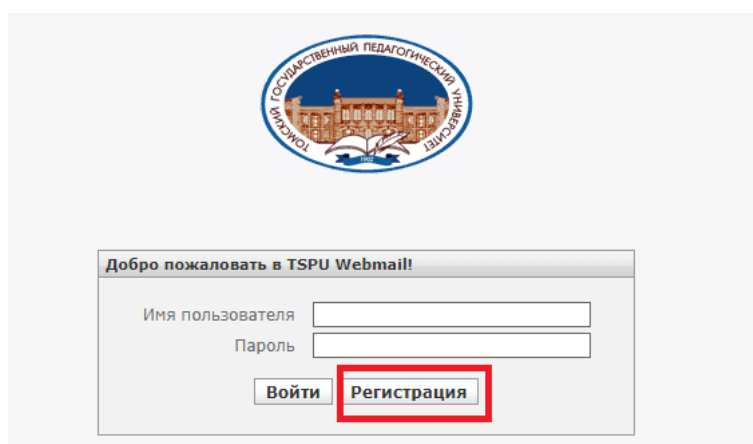 ТОМСКИЙ ГОСУДАРСТВЕННЫЙ ПЕДАГОГИЧЕСКИЙ УНИВЕРСИТЕТ
1902
Добро пожаловать в TSPU Webmail!
Имя пользователя
Пароль
Войти Регистрация